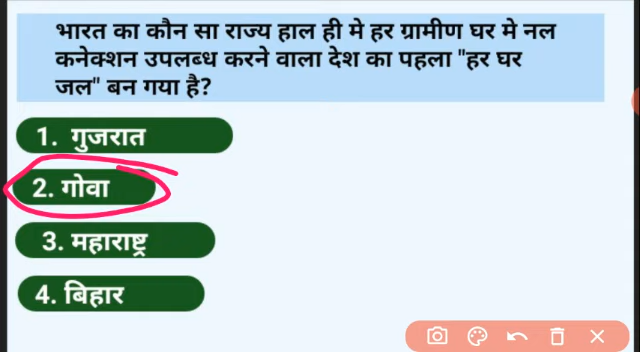 भारत का कौन सा राज्य हाल ही मे हर ग्रामीण घर मे नल
कनेक्शन उपलब्ध करने वाला देश का पहला "हर घर
जल" बन गया है?
1. गुजरात
2. गोवा
3. महाराष्ट्र
4. बिहार